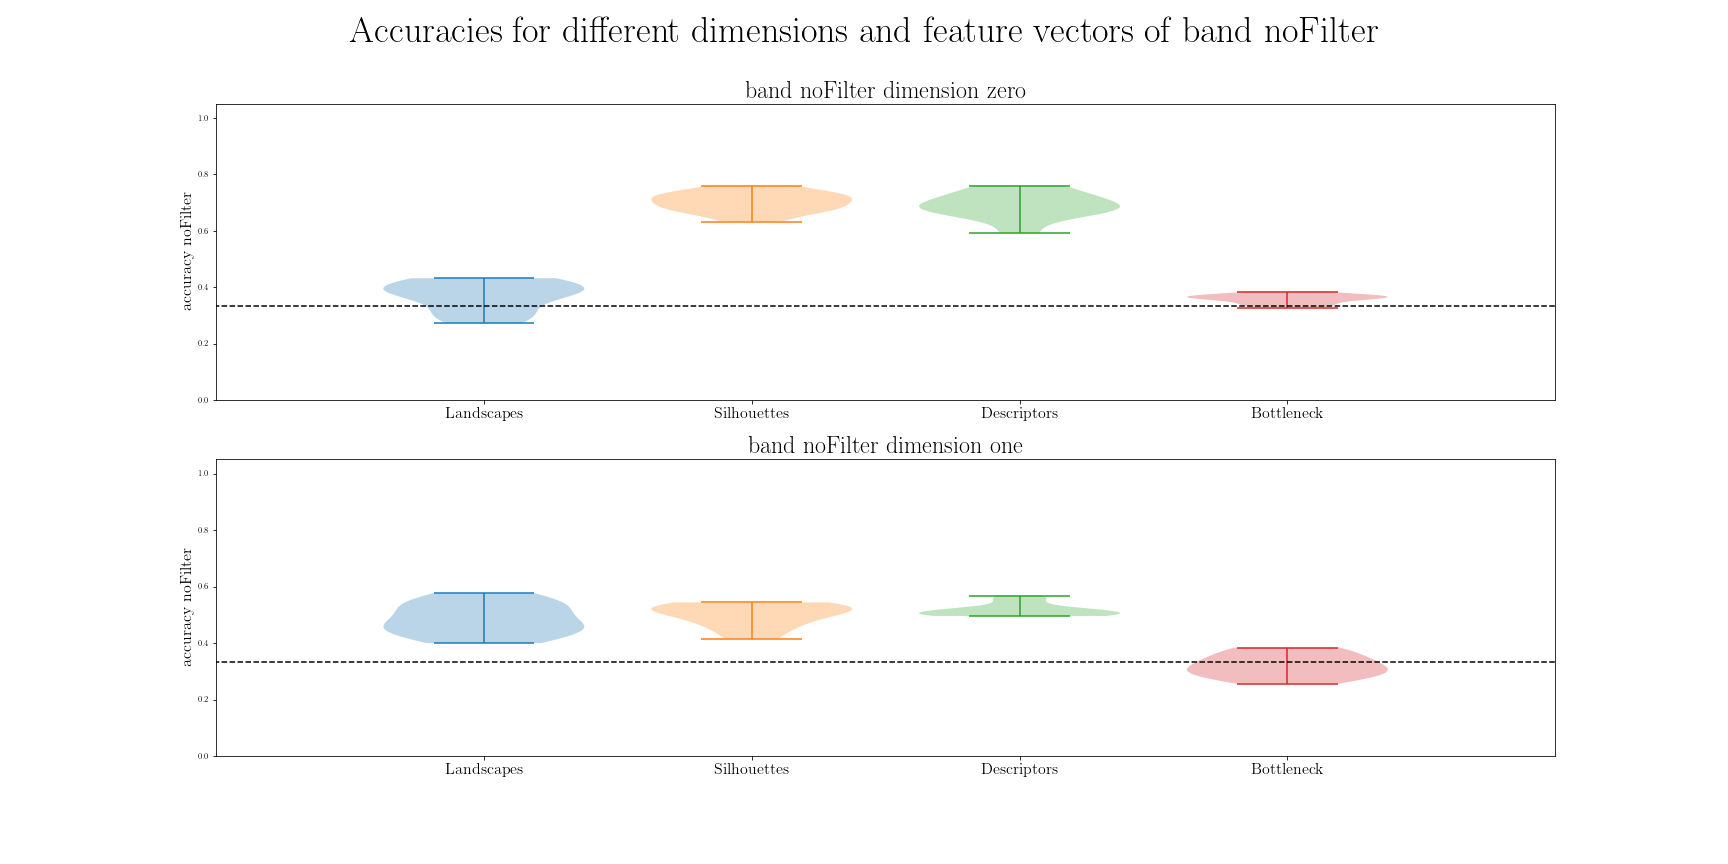 Accuracies for different dimensions and feature vectors of band noFilter
band noFilter dimension zero
accuracy noFilter
1.0
0.8
0.6
0.4
0.2
0.0
Landscapes Silhouettes Descriptors Bottleneck
band noFilter dimension one
accuracy noFilter
1.0
0.8
0.6
0.4
0.2
0.0
Landscapes Silhouettes Descriptors Bottleneck